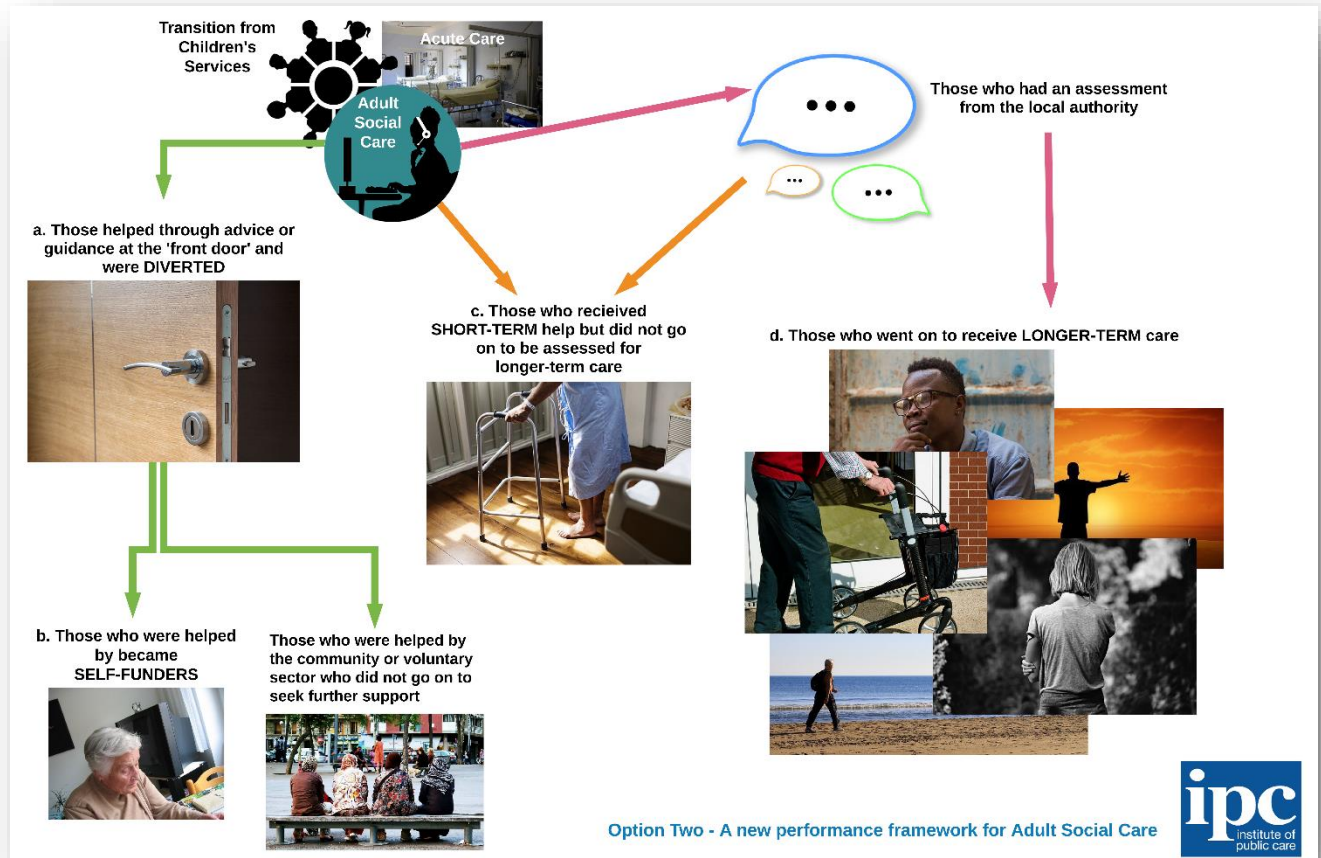 Transition from
Children's
Services
Acute Care
Adult
Social
Care
Those who had an assessment
from the local authority
a. Those helped through advice or
guidance at the 'front door' and
were DIVERTED
c. Those who recieived
SHORT-TERM help but did not go
on to be assessed for
longer-term care
d. Those who went on to receive LONGER-TERM care
b. Those who were helped
by became
SELF-FUNDERS
Those who were helped by
the community or voluntary
sector who did not go on to
seek further support
Option Two - A new performance framework for Adult Social Care
ipc
institute of
public care